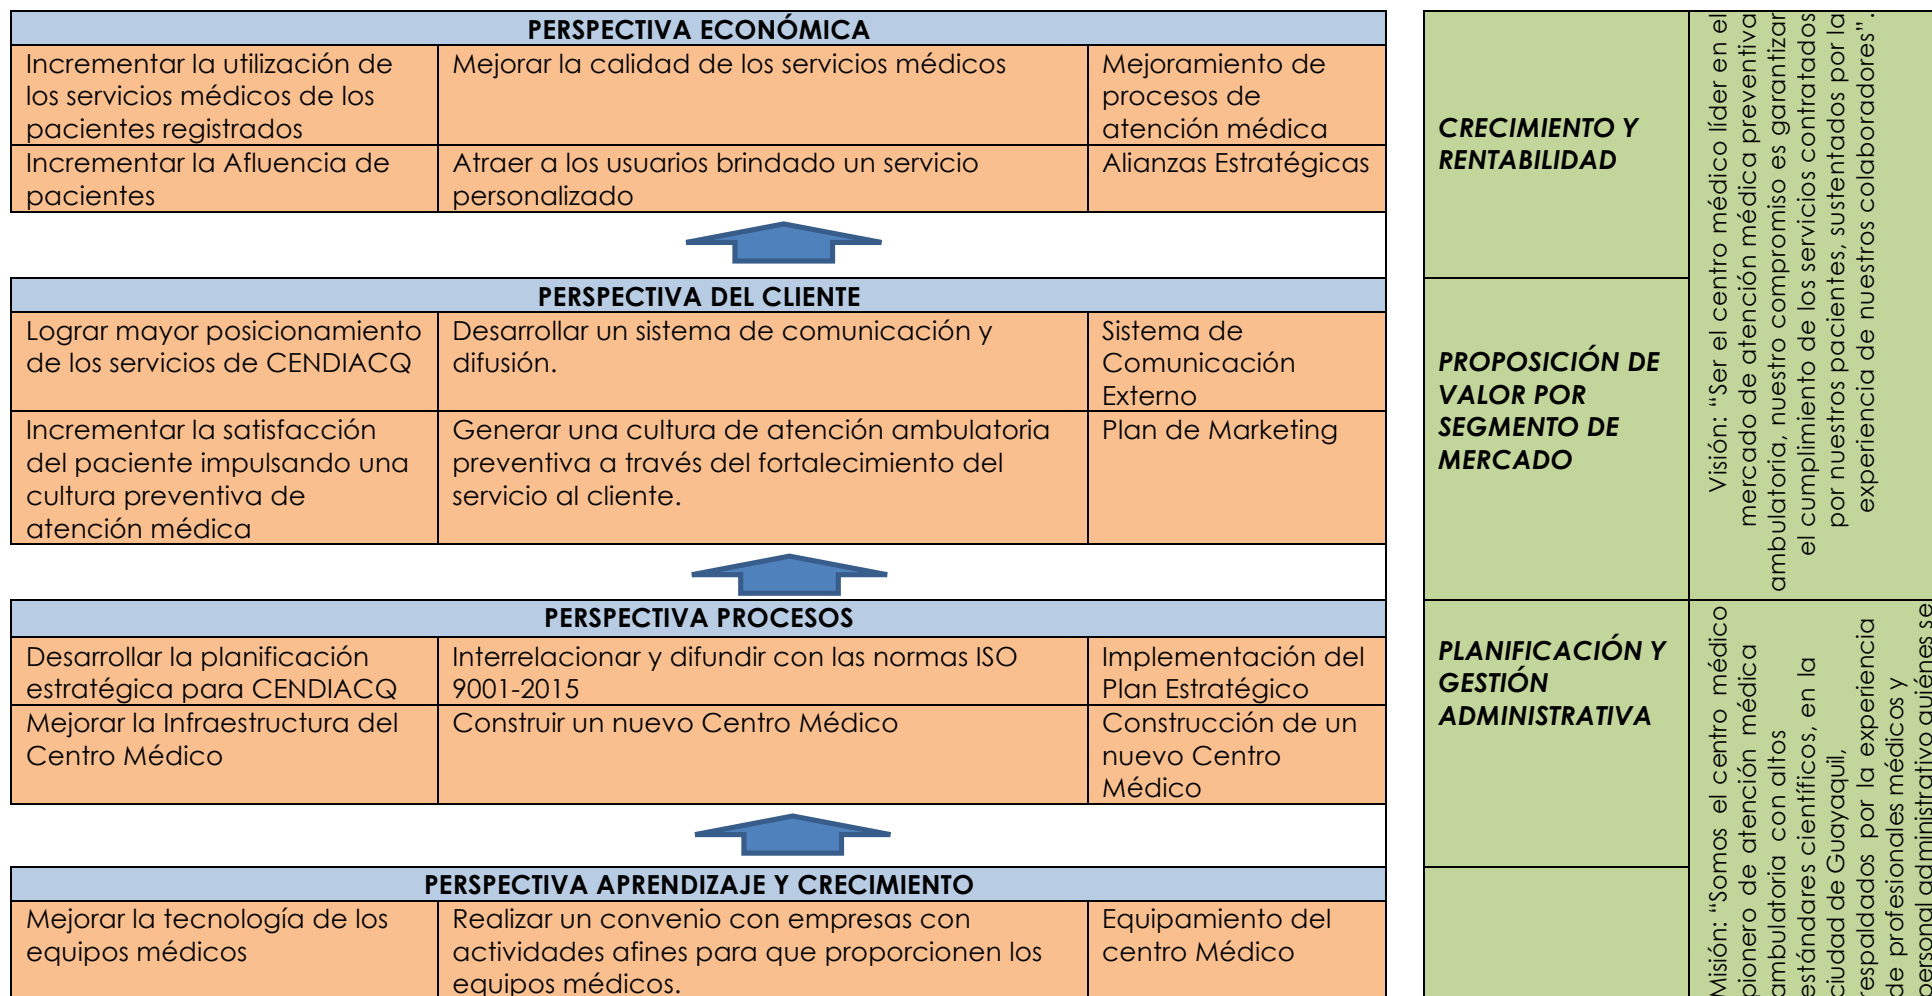 PERSPECTIVA ECONÓMICA
Incrementar la utilización de
los servicios médicos de los
pacientes registrados
Mejorar la calidad de los servicios médicos
Mejoramiento de
procesos de
atención médica
Incrementar la Afluencia de
pacientes
Atraer a los usuarios brindado un servicio
personalizado
Alianzas Estratégicas
PERSPECTIVA DEL CLIENTE
Lograr mayor posicionamiento
de los servicios de CENDIACQ
Desarrollar un sistema de comunicación y
difusión.
Sistema de
Comunicación
Externo
Incrementar la satisfacción
del paciente impulsando una
cultura preventiva de
atención médica
Generar una cultura de atención ambulatoria
preventiva a través del fortalecimiento del
servicio al cliente.
Plan de Marketing
PERSPECTIVA PROCESOS
Desarrollar la planificación
estratégica para CENDIACQ
Interrelacionar y difundir con las normas ISO
9001-2015
Implementación del
Plan Estratégico
Mejorar la Infraestructura del
Centro Médico
Construir un nuevo Centro Médico
Construcción de un
nuevo Centro
Médico
PERSPECTIVA APRENDIZAJE Y CRECIMIENTO
Mejorar la tecnología de los
equipos médicos
Realizar un convenio con empresas con
actividades afines para que proporcionen los
equipos médicos.
Equipamiento del
centro Médico
CRECIMIENTO Y
RENTABILIDAD
PROPOSICIÓN DE
VALOR POR
SEGMENTO DE
MERCADO
PLANIFICACIÓN Y
GESTIÓN
ADMINISTRATIVA
Visión: "Ser el centro médico líder en el
mercado de atención médica preventiva
ambulatoria, nuestro compromiso es garantizar
el cumplimiento de los servicios contratados
por nuestros pacientes, sustentados por la
experiencia de nuestros colaboradores".
Misión: "Somos el centro médico
pionero de atención médica
ambulatoria con altos
estándares científicos, en la
ciudad de Guayaquil,
respaldados por la experiencia
de profesionales médicos y
personal administrativo quiénes se